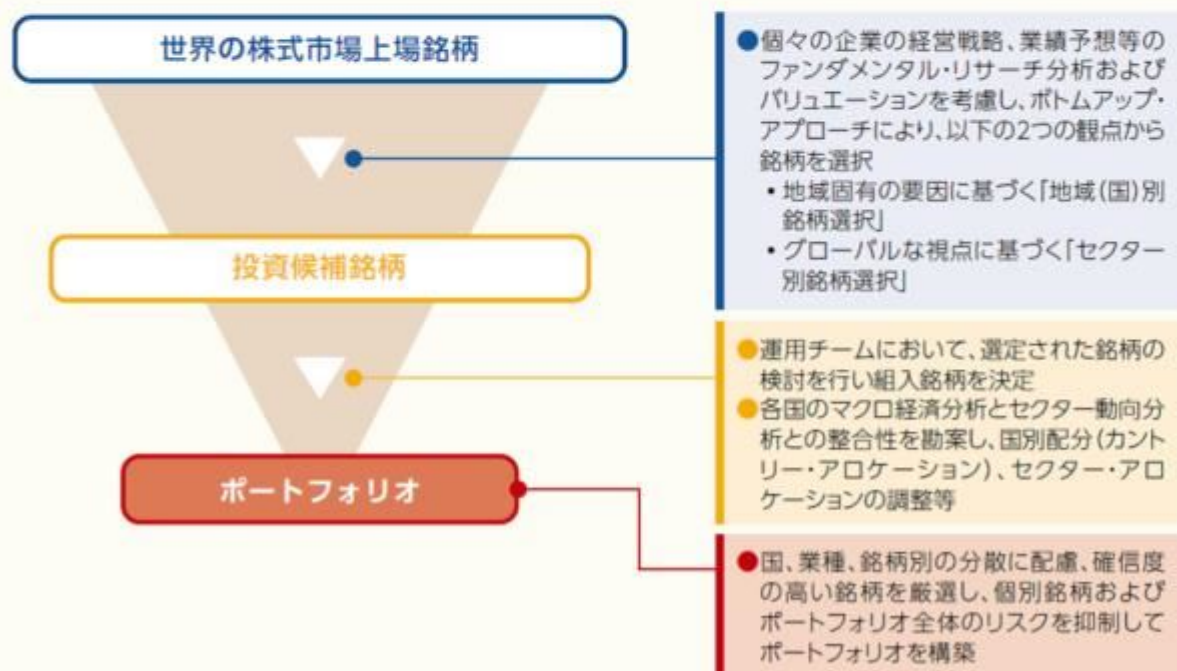 世界の株式市場上場銘柄
●個々の企業の経営戦略、業績予想等の
ファンダメンタル・リサーチ分析および
バリュエーションを考慮し、ボトムアップ・
アプローチにより、以下の2つの観点から
銘柄を選択
・地域固有の要因に基づく「地域(国)別
銘柄選択」
・グローバルな視点に基づく「セクター
別銘柄選択」
投資候補銘柄
●運用チームにおいて、選定された銘柄の
検討を行い組入銘柄を決定
●各国のマクロ経済分析とセクター動向分
析との整合性を勘案し、国別配分(カント
リー・アロケーション)、セクター・アロ
ケーションの調整等
ポートフォリオ
●国、業種、銘柄別の分散に配慮、確信度
の高い銘柄を厳選し、個別銘柄および
ポートフォリオ全体のリスクを抑制して
ポートフォリオを構築